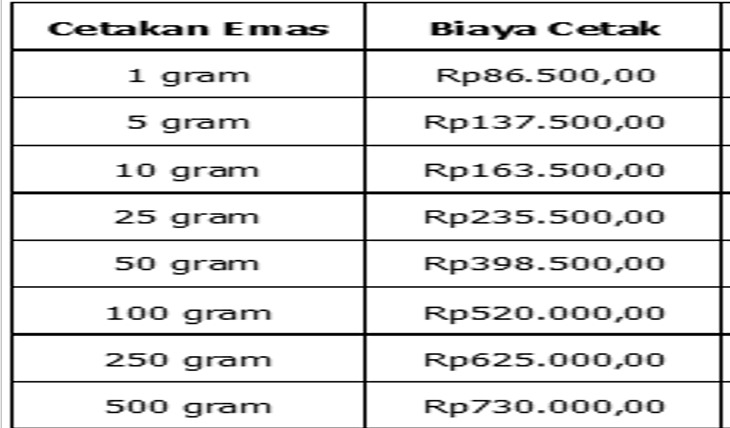 Cetakan Emas Biaya Cetak
1 gram Rp86.500,00
5 gram Rp137.500,00
10 gram Rp163.500,00
25 gram Rp235.500,00
50 gram Rp398.500,00
100 gram Rp520.000,00
250 gram Rp625.000,00
500 gram Rp730.000,00